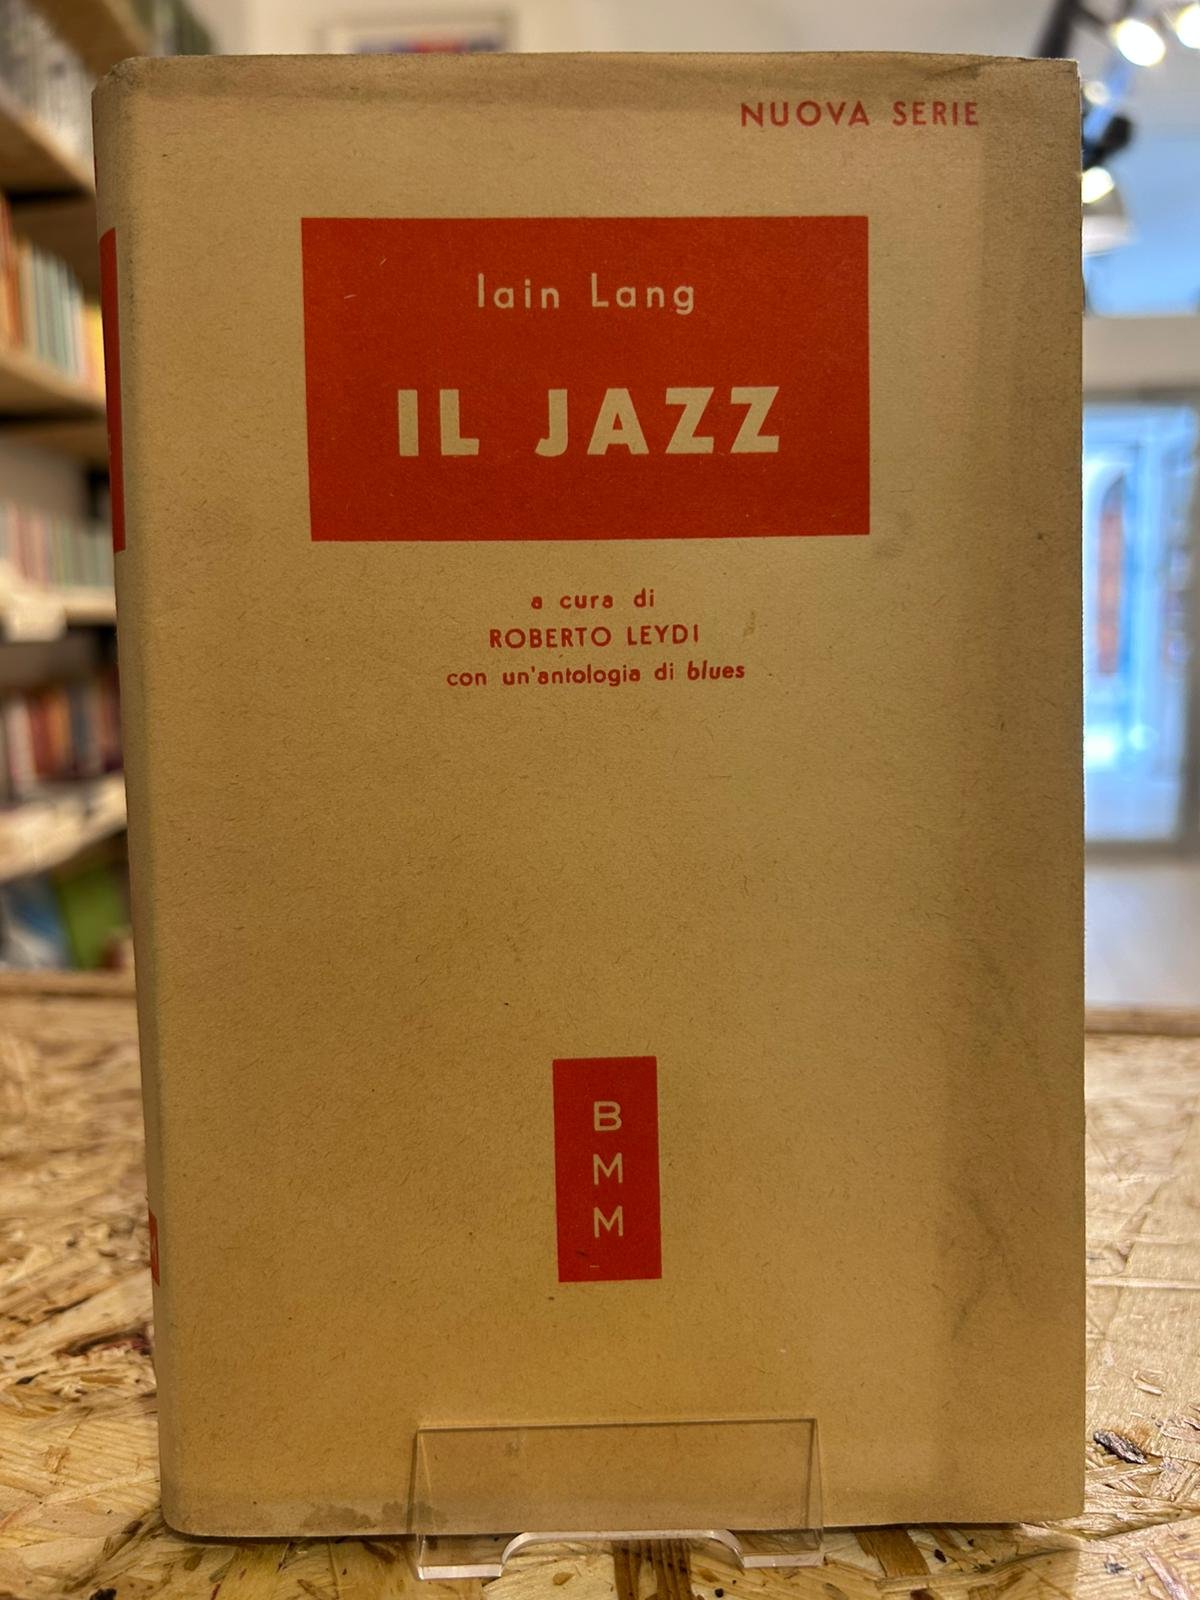 NUOVA SERIE
Iain Lang
IL JAZZ
a cura di
ROBERTO LEYDI
con un'antologia di blues
B
M
M